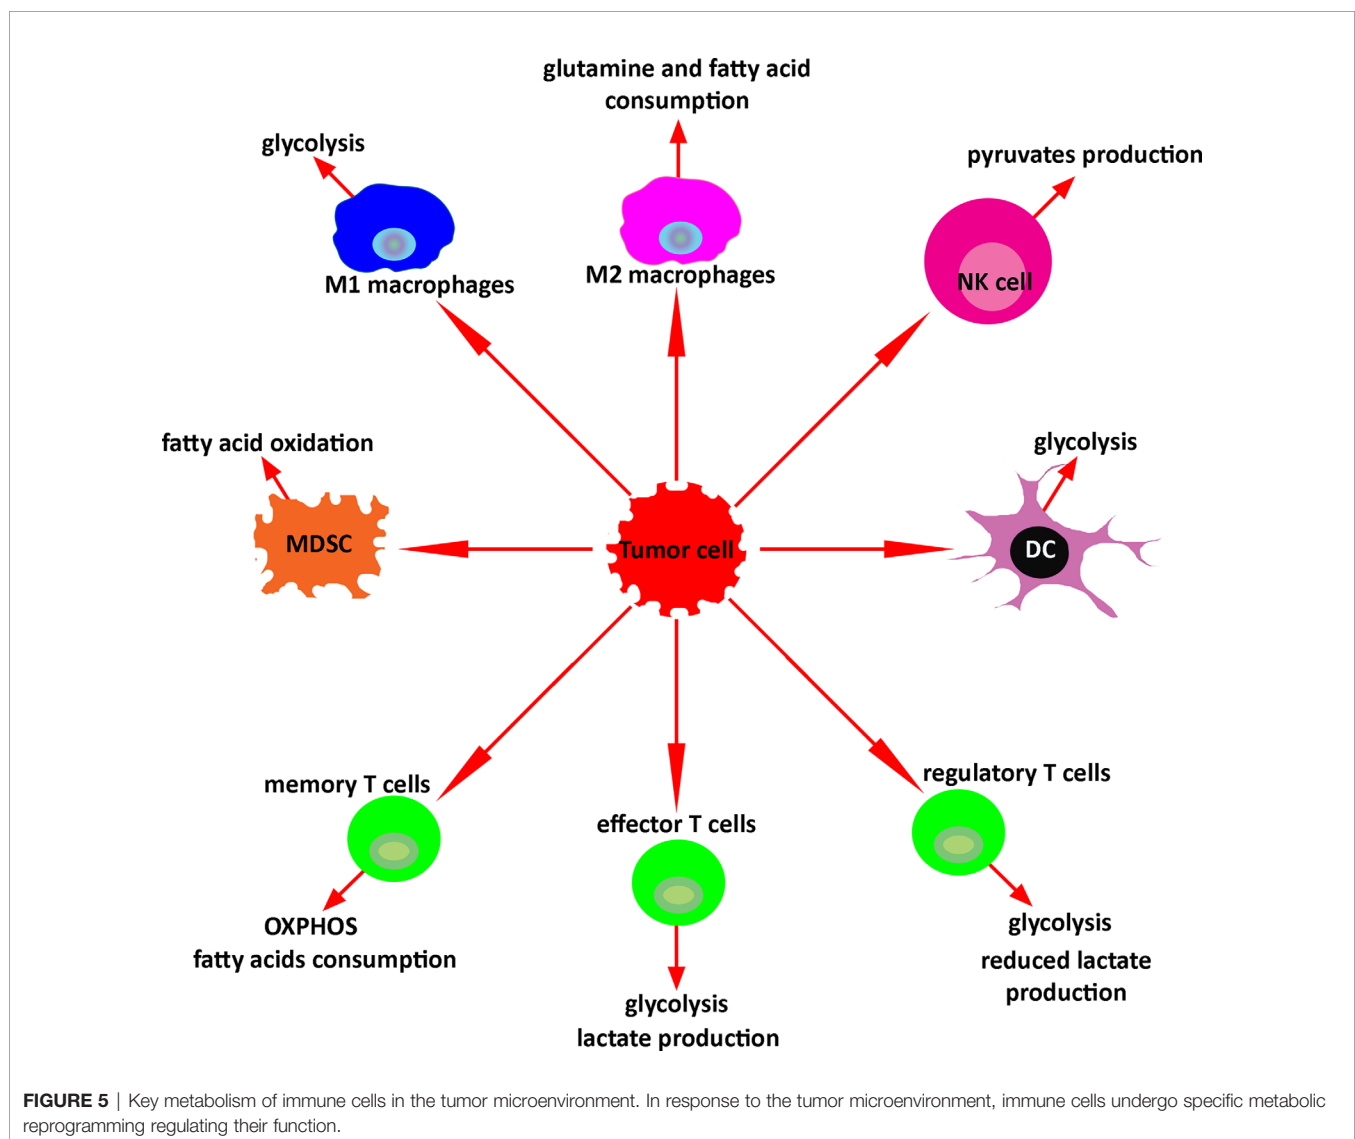 glutamine and fatty acid
consumption
glycolysis
pyruvates production
M1 macrophages
M2 macrophages
NK cell
fatty acid oxidation
glycolysis
MDSC
Tumor cell
DC
memory T cells
effector T cells
regulatory T cells
OXPHOS
fatty acids consumption
glycolysis
lactate production
glycolysis
reduced lactate
production
FIGURE 5 | Key metabolism of immune cells in the tumor microenvironment. In response to the tumor microenvironment, immune cells undergo specific metabolic
reprogramming regulating their function.